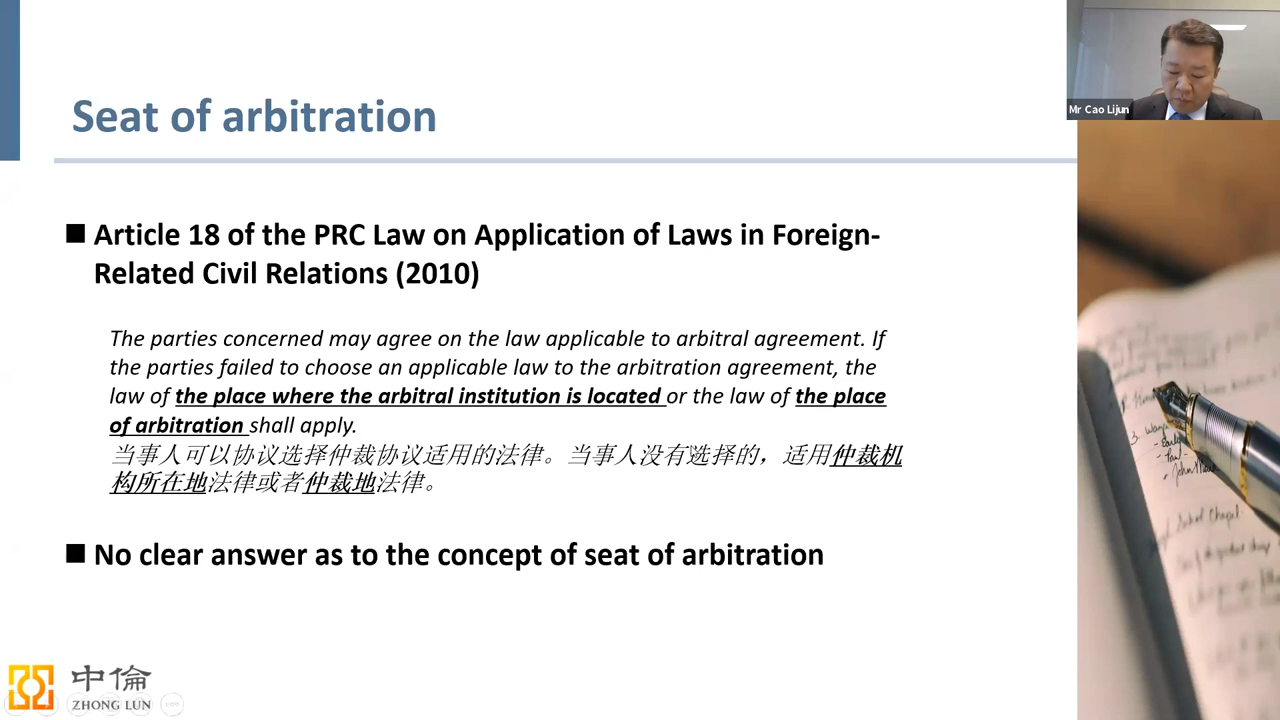 Seat of arbitration
Mr Cao Lijun
■ Article 18 of the PRC Law on Application of Laws in Foreign-
Related Civil Relations (2010)
The parties concerned may agree on the law applicable to arbitral agreement. If
the parties failed to choose an applicable law to the arbitration agreement, the
law of the place where the arbitral institution is located or the law of the place
of arbitration shall apply.
当事人可以协议选择仲裁协议适用的法律。当事人没有选择的，适用仲裁机
构所在地法律或者仲裁地法律。
■ No clear answer as to the concept of seat of arbitration
中倫
ZHONG LUN